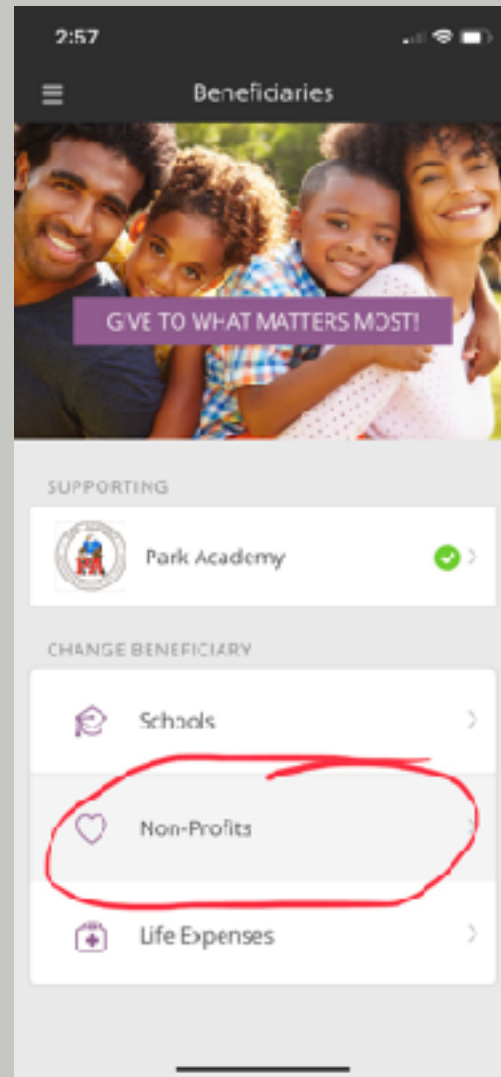 2:57
Beneficiaries
GIVE TO WHAT MATTERS MOST!
SUPPORTING
Park Academy
CHANGE BENEFICIARY
Schools
Non-Profits
Life Expenses